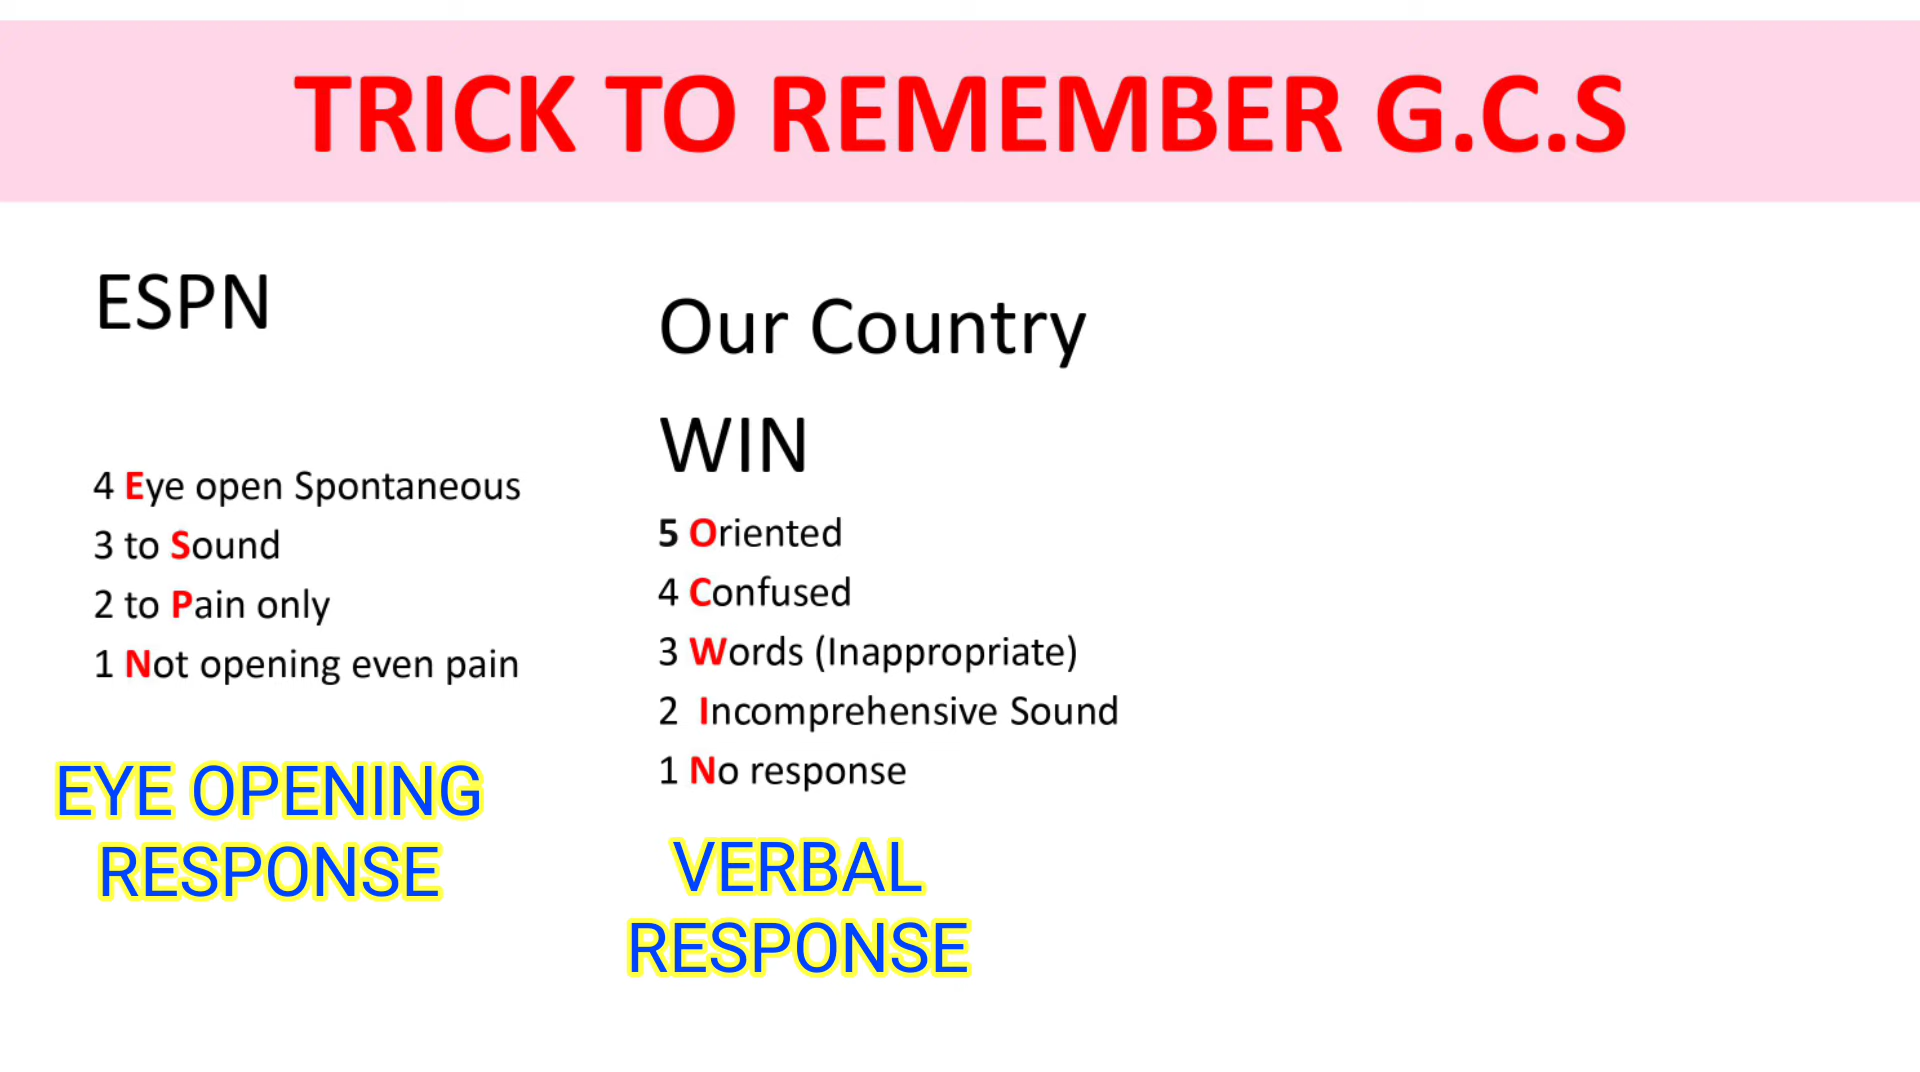 TRICK TO REMEMBER G.C.S
ESPN
4 Eye open Spontaneous
3 to Sound
2 to Pain only
1 Not opening even pain
EYE OPENING
RESPONSE
Our Country
WIN
5 Oriented
4 Confused
3 Words (Inappropriate)
2 Incomprehensive Sound
1 No response
VERBAL
RESPONSE